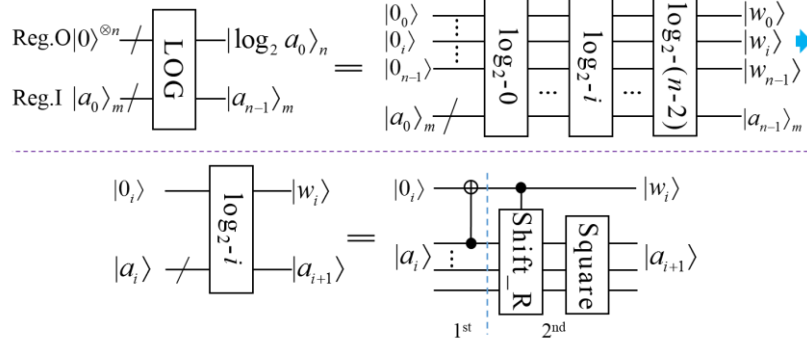 Reg.O|0⟩^{⊗n} LOG |log₂ a₀⟩ₙ =
Reg.I |a₀⟩ₘ |aₙ₋₁⟩ₘ
|0₀⟩ |w₀⟩
|0ᵢ⟩ |wᵢ⟩
|0ₙ₋₁⟩ |wₙ₋₁⟩
log₂-0 ... log₂-i ... log₂-(n-2)
|a₀⟩ₘ |aₙ₋₁⟩ₘ
|0ᵢ⟩ |wᵢ⟩
log₂-i =
|aᵢ⟩ |aᵢ₊₁⟩
|0ᵢ⟩ |wᵢ⟩
Shift_R Square
|aᵢ⟩ |aᵢ₊₁⟩
1ˢᵗ 2ⁿᵈ